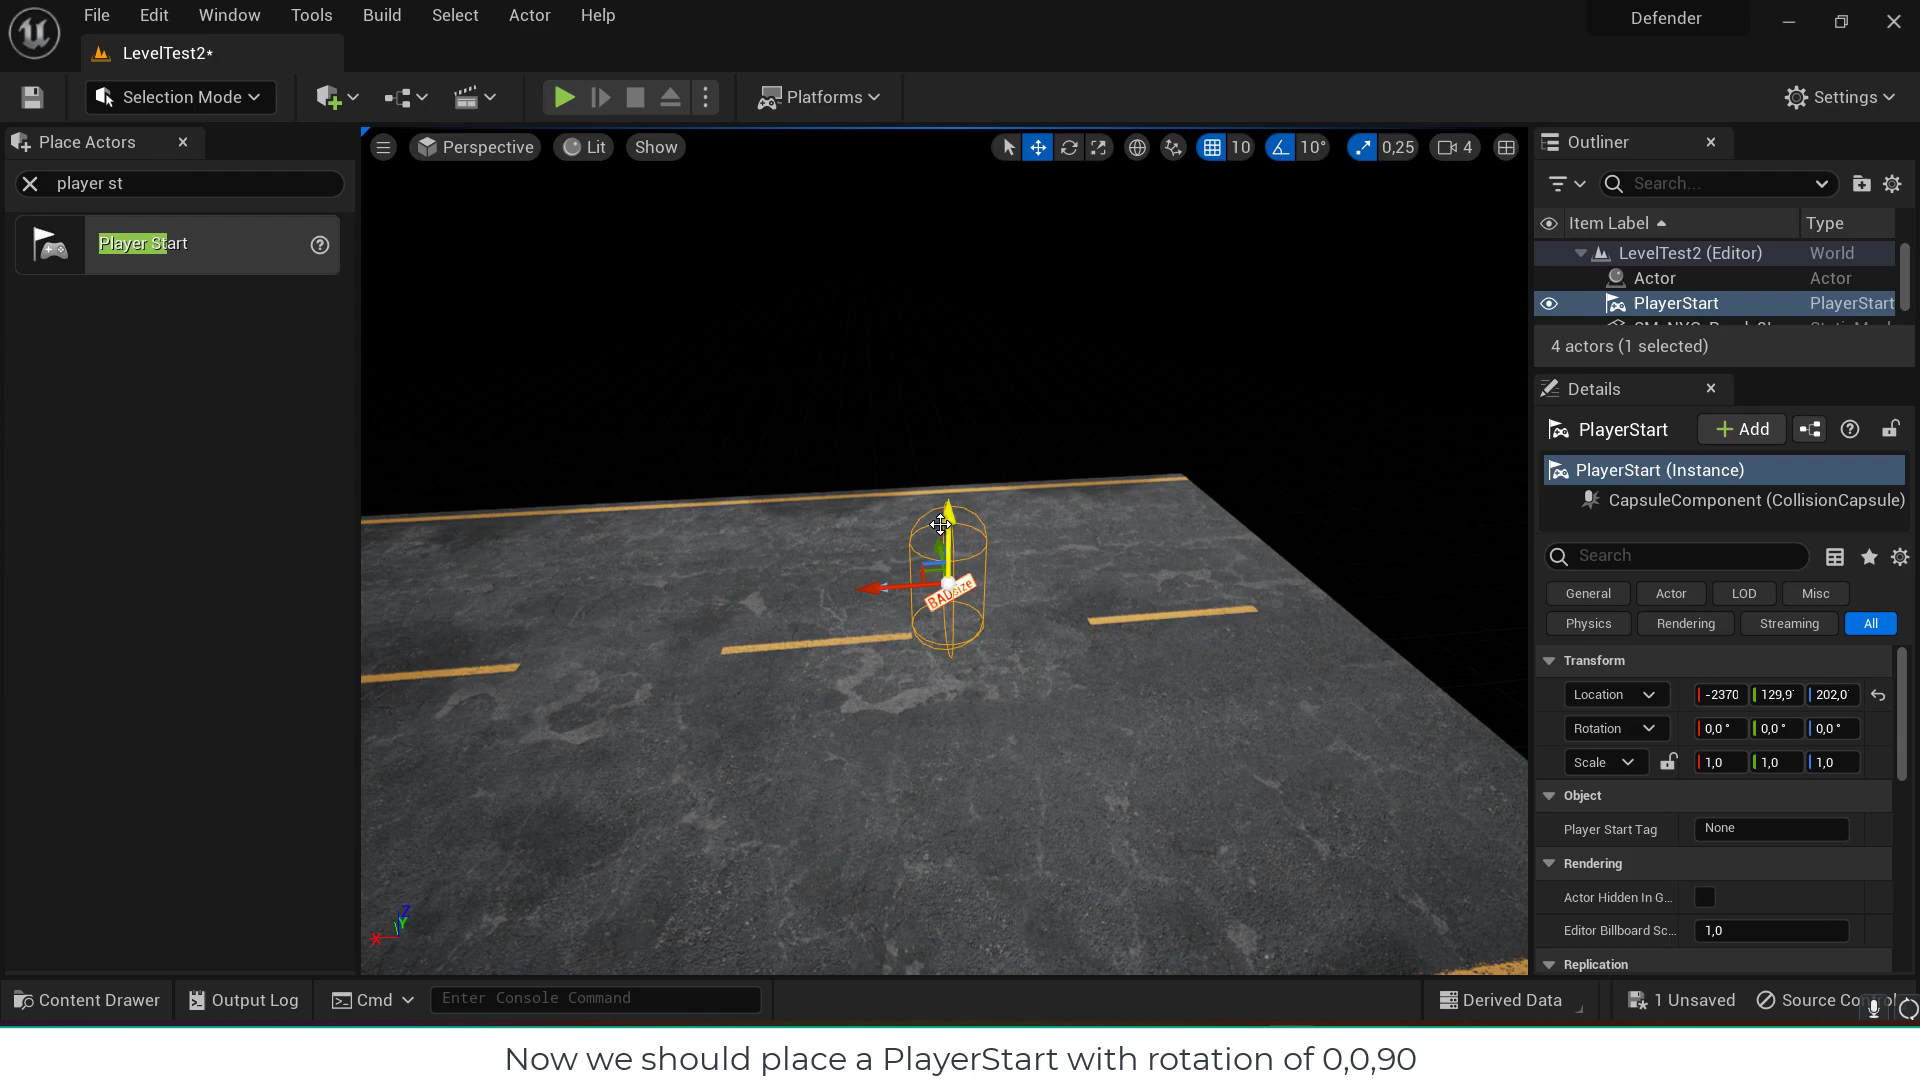 File Edit Window Tools Build Select Actor Help
Defender
LevelTest2*
Selection Mode
Platforms
Settings
Place Actors
Perspective
Lit
Show
10
10°
0,25
4
Outliner
player st
Search...
Player Start
Item Label
Type
LevelTest2 (Editor)
World
Actor
Actor
PlayerStart
PlayerStart
4 actors (1 selected)
Details
PlayerStart
Add
PlayerStart (Instance)
CapsuleComponent (CollisionCapsule)
Search
General
Actor
LOD
Misc
Physics
Rendering
Streaming
All
BADsize
Transform
Location
-2370
129,9
202,0
Rotation
0,0 °
0,0 °
0,0 °
Scale
1,0
1,0
1,0
Object
Player Start Tag
None
Rendering
Actor Hidden In G...
Editor Billboard Sc...
1,0
Replication
Z
Y
X
Content Drawer
Output Log
Cmd
Enter Console Command
Derived Data
1 Unsaved
Source Control
Now we should place a PlayerStart with rotation of 0,0,90